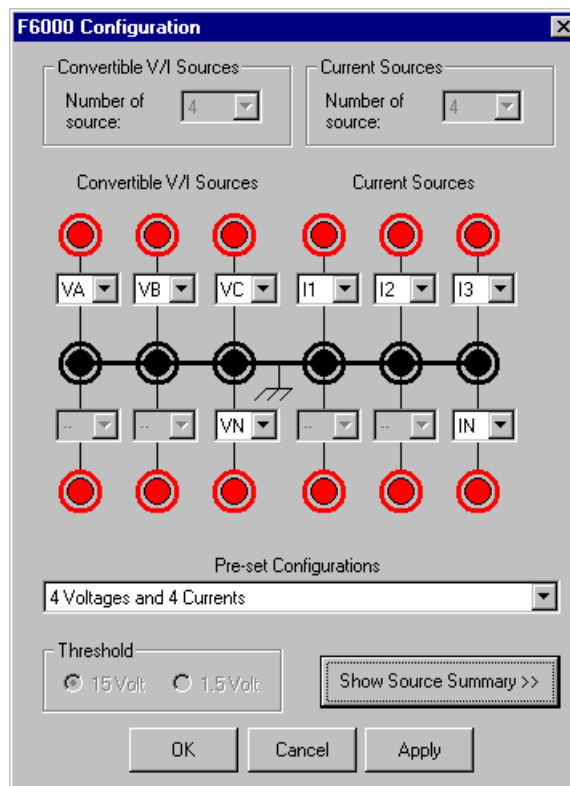 F6000 Configuration
Convertible V/I Sources
Number of source:
4
Current Sources
Number of source:
4
Convertible V/I Sources
Current Sources
VA
VB
VC
I1
I2
I3
--
--
VN
--
--
IN
Pre-set Configurations
4 Voltages and 4 Currents
Threshold
15 Volt
1.5 Volt
Show Source Summary >>
OK
Cancel
Apply